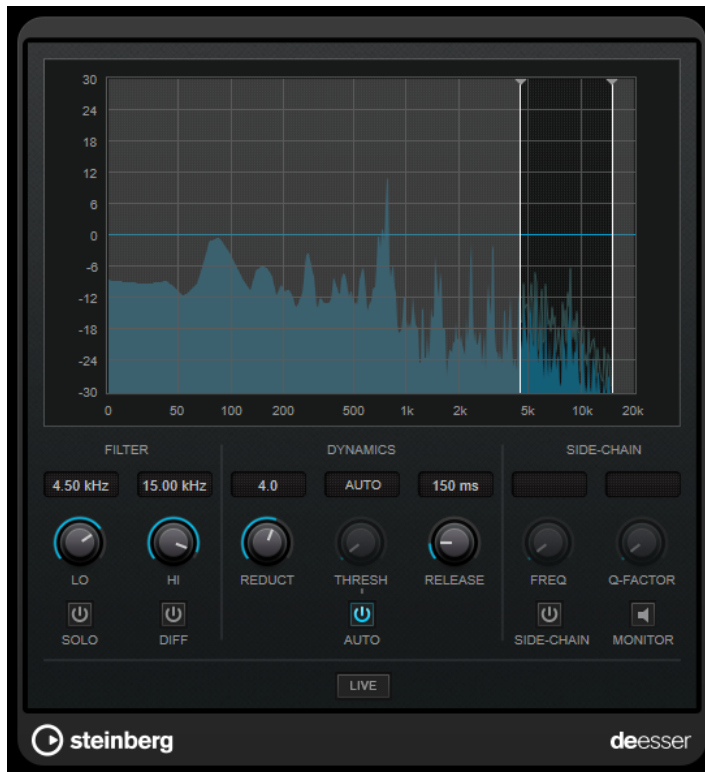 30
24
18
12
6
0
-6
-12
-18
-24
-30
0 50 100 200 500 1k 2k 5k 10k 20k
FILTER DYNAMICS SIDE-CHAIN
4.50 kHz 15.00 kHz 4.0 AUTO 150 ms
LO HI REDUCT THRESH RELEASE FREQ Q-FACTOR
SOLO DIFF AUTO SIDE-CHAIN MONITOR
LIVE
steinberg deesser